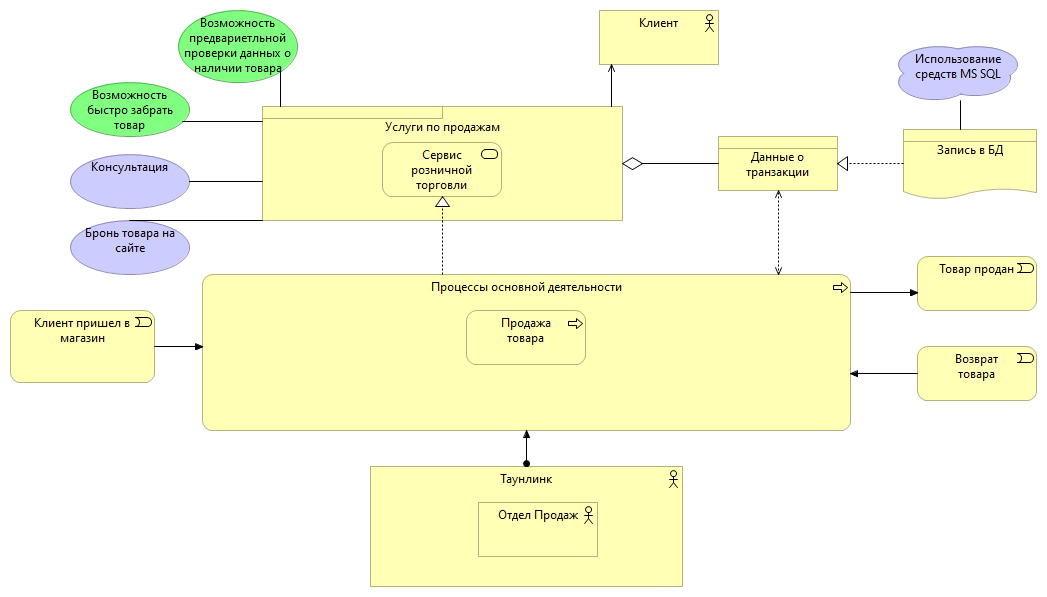 Возможность
предвариетльной
проверки данных о
наличии товара
Клиент
Использование
средств MS SQL
Возможность
быстро забрать
товар
Услуги по продажам
Сервис
розничной
торговли
Данные о
транзакции
Запись в БД
Консультация
Бронь товара на
сайте
Процессы основной деятельности
Товар продан
Клиент пришел в
магазин
Продажа
товара
Возврат
товара
Таунлинк
Отдел Продаж